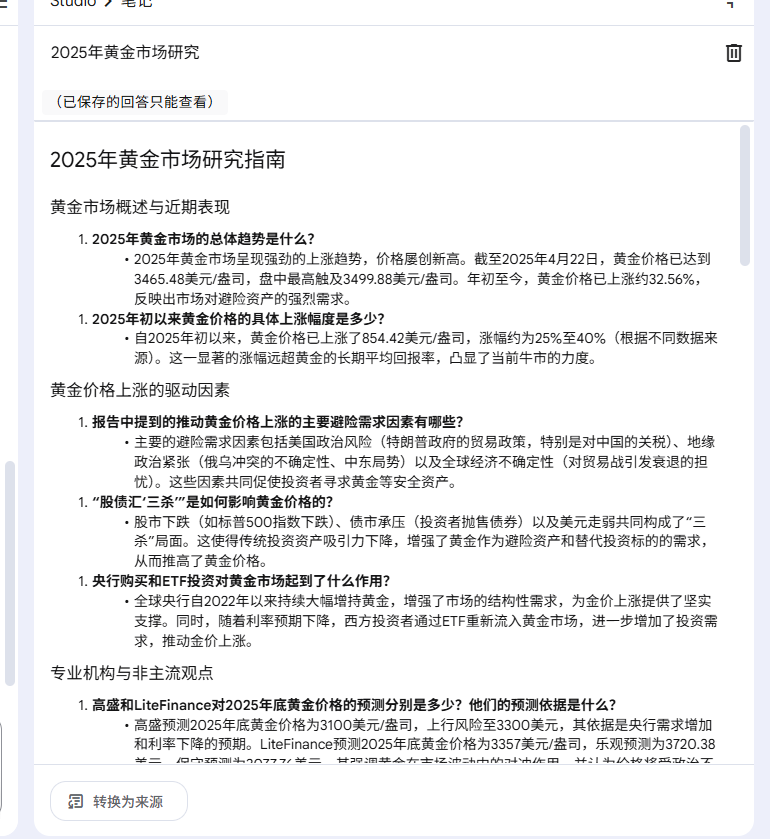 Studio > 笔记
2025年黄金市场研究
（已保存的回答只能查看）
2025年黄金市场研究指南
黄金市场概述与近期表现
1. 2025年黄金市场的总体趋势是什么？
• 2025年黄金市场呈现强劲的上涨趋势，价格屡创新高。截至2025年4月22日，黄金价格已达到
3465.48美元/盎司，盘中最高触及3499.88美元/盎司。年初至今，黄金价格已上涨约32.56%，
反映出市场对避险资产的强烈需求。
1. 2025年初以来黄金价格的具体上涨幅度是多少？
• 自2025年初以来，黄金价格已上涨了854.42美元/盎司，涨幅约为25%至40%（根据不同数据来
源）。这一显著的涨幅远超黄金的长期平均回报率，凸显了当前牛市的力度。
黄金价格上涨的驱动因素
1. 报告中提到的推动黄金价格上涨的主要避险需求因素有哪些？
• 主要的避险需求因素包括美国政治风险（特朗普政府的贸易政策，特别是对中国的关税）、地缘
政治紧张（俄乌冲突的不确定性、中东局势）以及全球经济不确定性（对贸易战引发衰退的担
忧）。这些因素共同促使投资者寻求黄金等安全资产。
1. “股债汇‘三杀’”是如何影响黄金价格的？
• 股市下跌（如标普500指数下跌）、债市承压（投资者抛售债券）以及美元走弱共同构成了“三
杀”局面。这使得传统投资资产吸引力下降，增强了黄金作为避险资产和替代投资标的的需求，
从而推高了黄金价格。
1. 央行购买和ETF投资对黄金市场起到了什么作用？
• 全球央行自2022年以来持续大幅增持黄金，增强了市场的结构性需求，为金价上涨提供了坚实
支撑。同时，随着利率预期下降，西方投资者通过ETF重新流入黄金市场，进一步增加了投资需
求，推动金价上涨。
专业机构与非主流观点
1. 高盛和LiteFinance对2025年底黄金价格的预测分别是多少？他们的预测依据是什么？
• 高盛预测2025年底黄金价格为3100美元/盎司，上行风险至3300美元，其依据是央行需求增加
和利率下降的预期。LiteFinance预测2025年底黄金价格为3357美元/盎司，乐观预测为3720.38
转换为来源